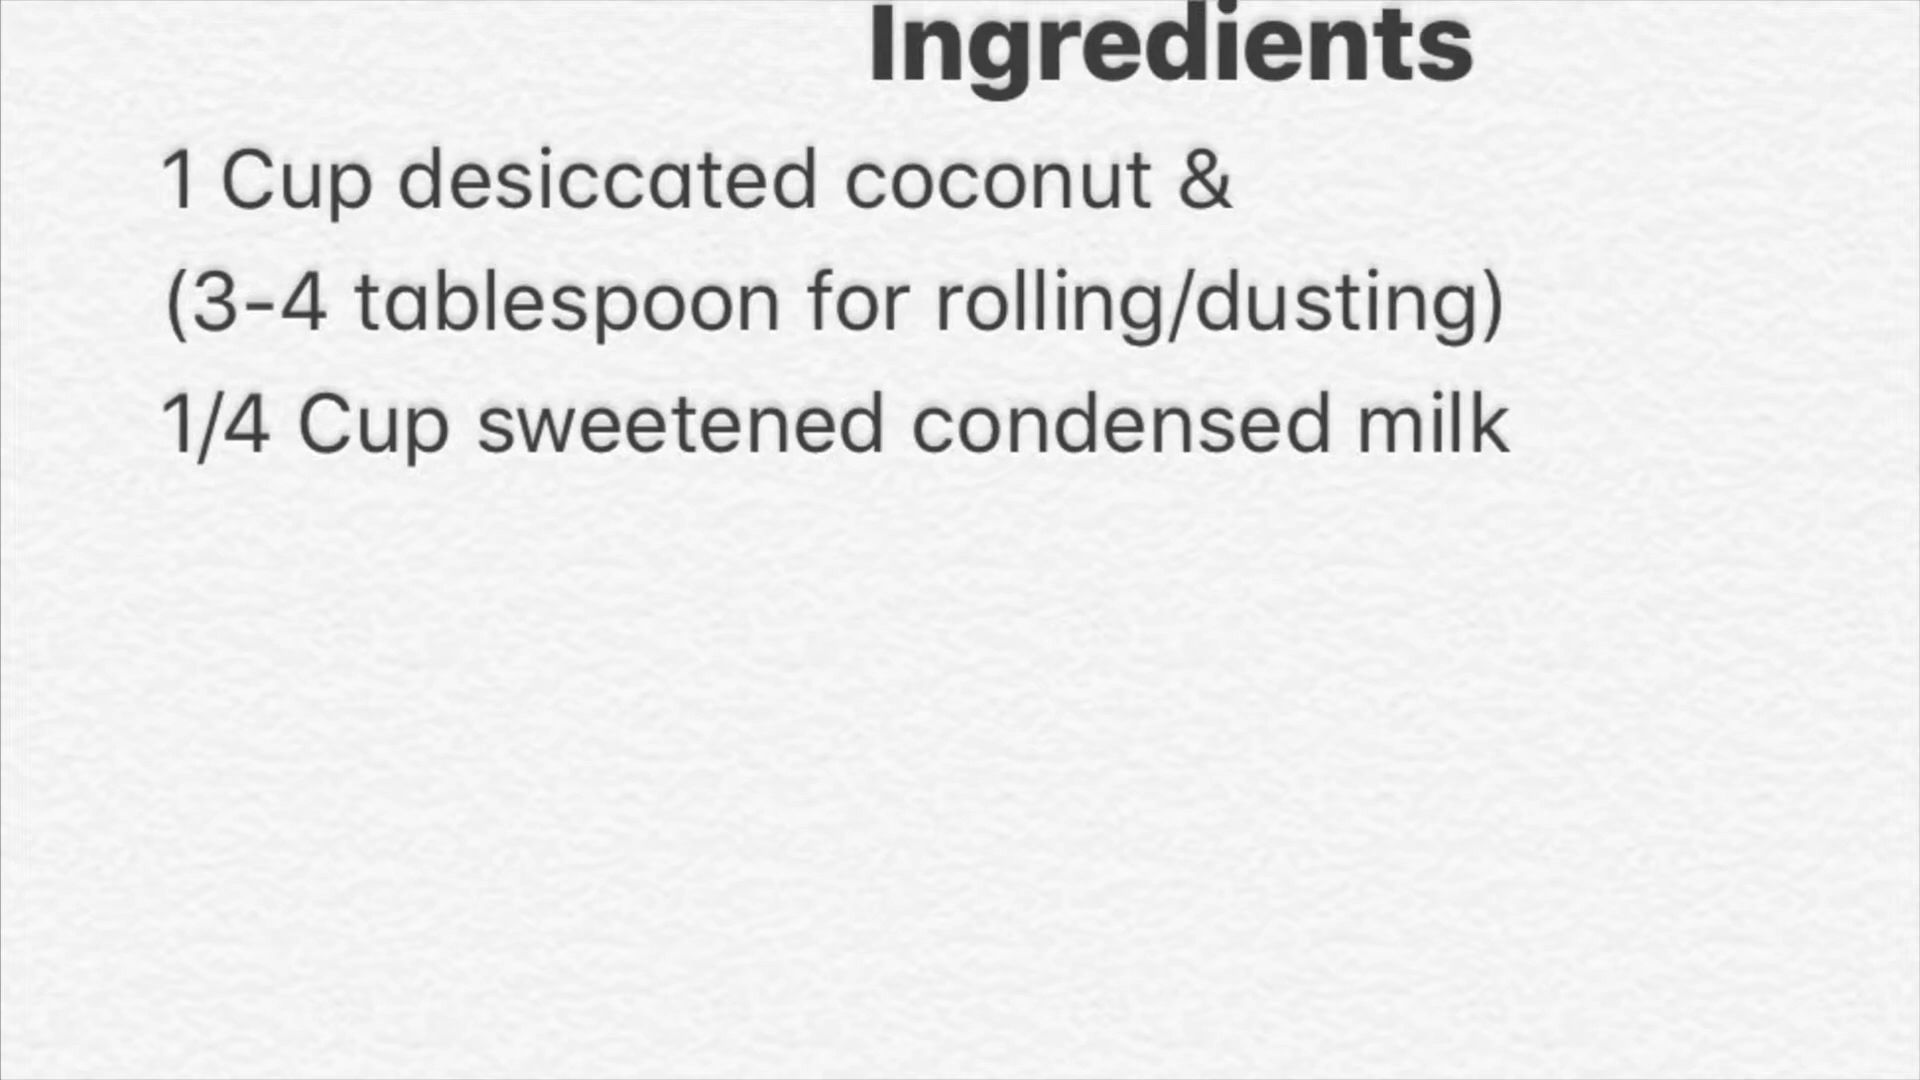 Ingredients
1 Cup desiccated coconut &
(3-4 tablespoon for rolling/dusting)
1/4 Cup sweetened condensed milk